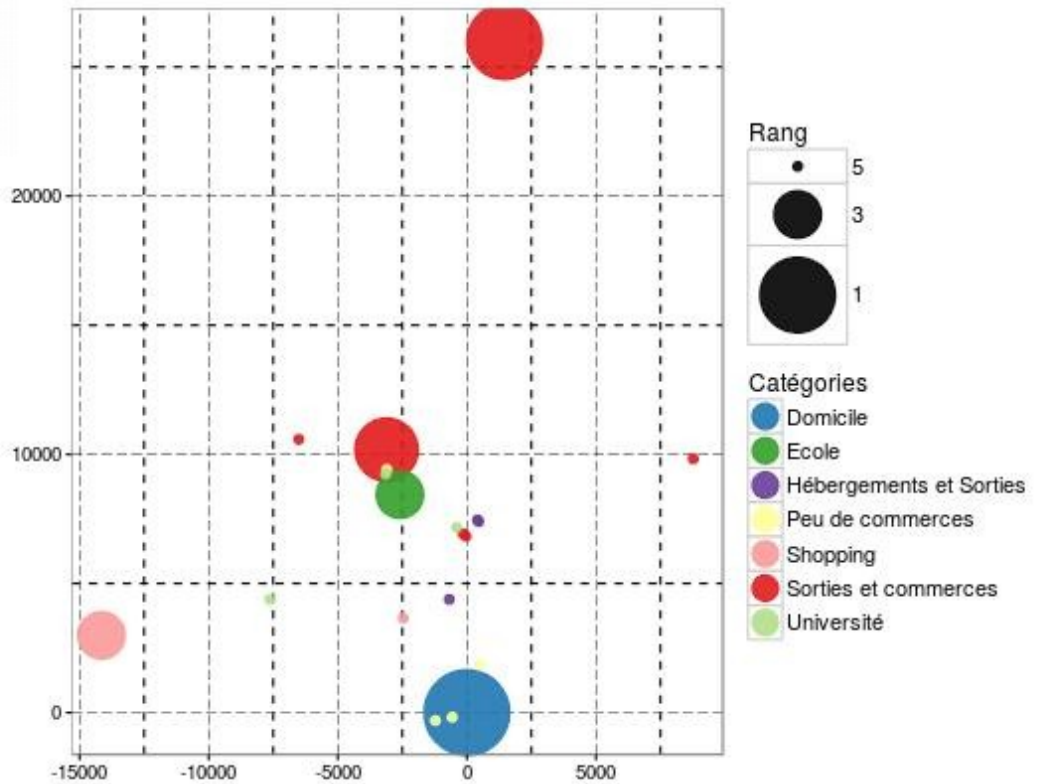 20000
10000
0
-15000 -10000 -5000 0 5000
Rang
5
3
1
Catégories
Domicile
Ecole
Hébergements et Sorties
Peu de commerces
Shopping
Sorties et commerces
Université